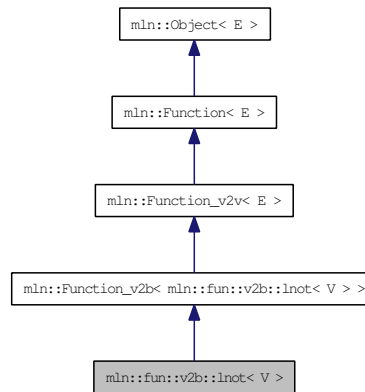 mln::Object< E >
mln::Function< E >
mln::Function_v2v< E >
mln::Function_v2b< mln::fun::v2b::lnot< V > >
mln::fun::v2b::lnot< V >